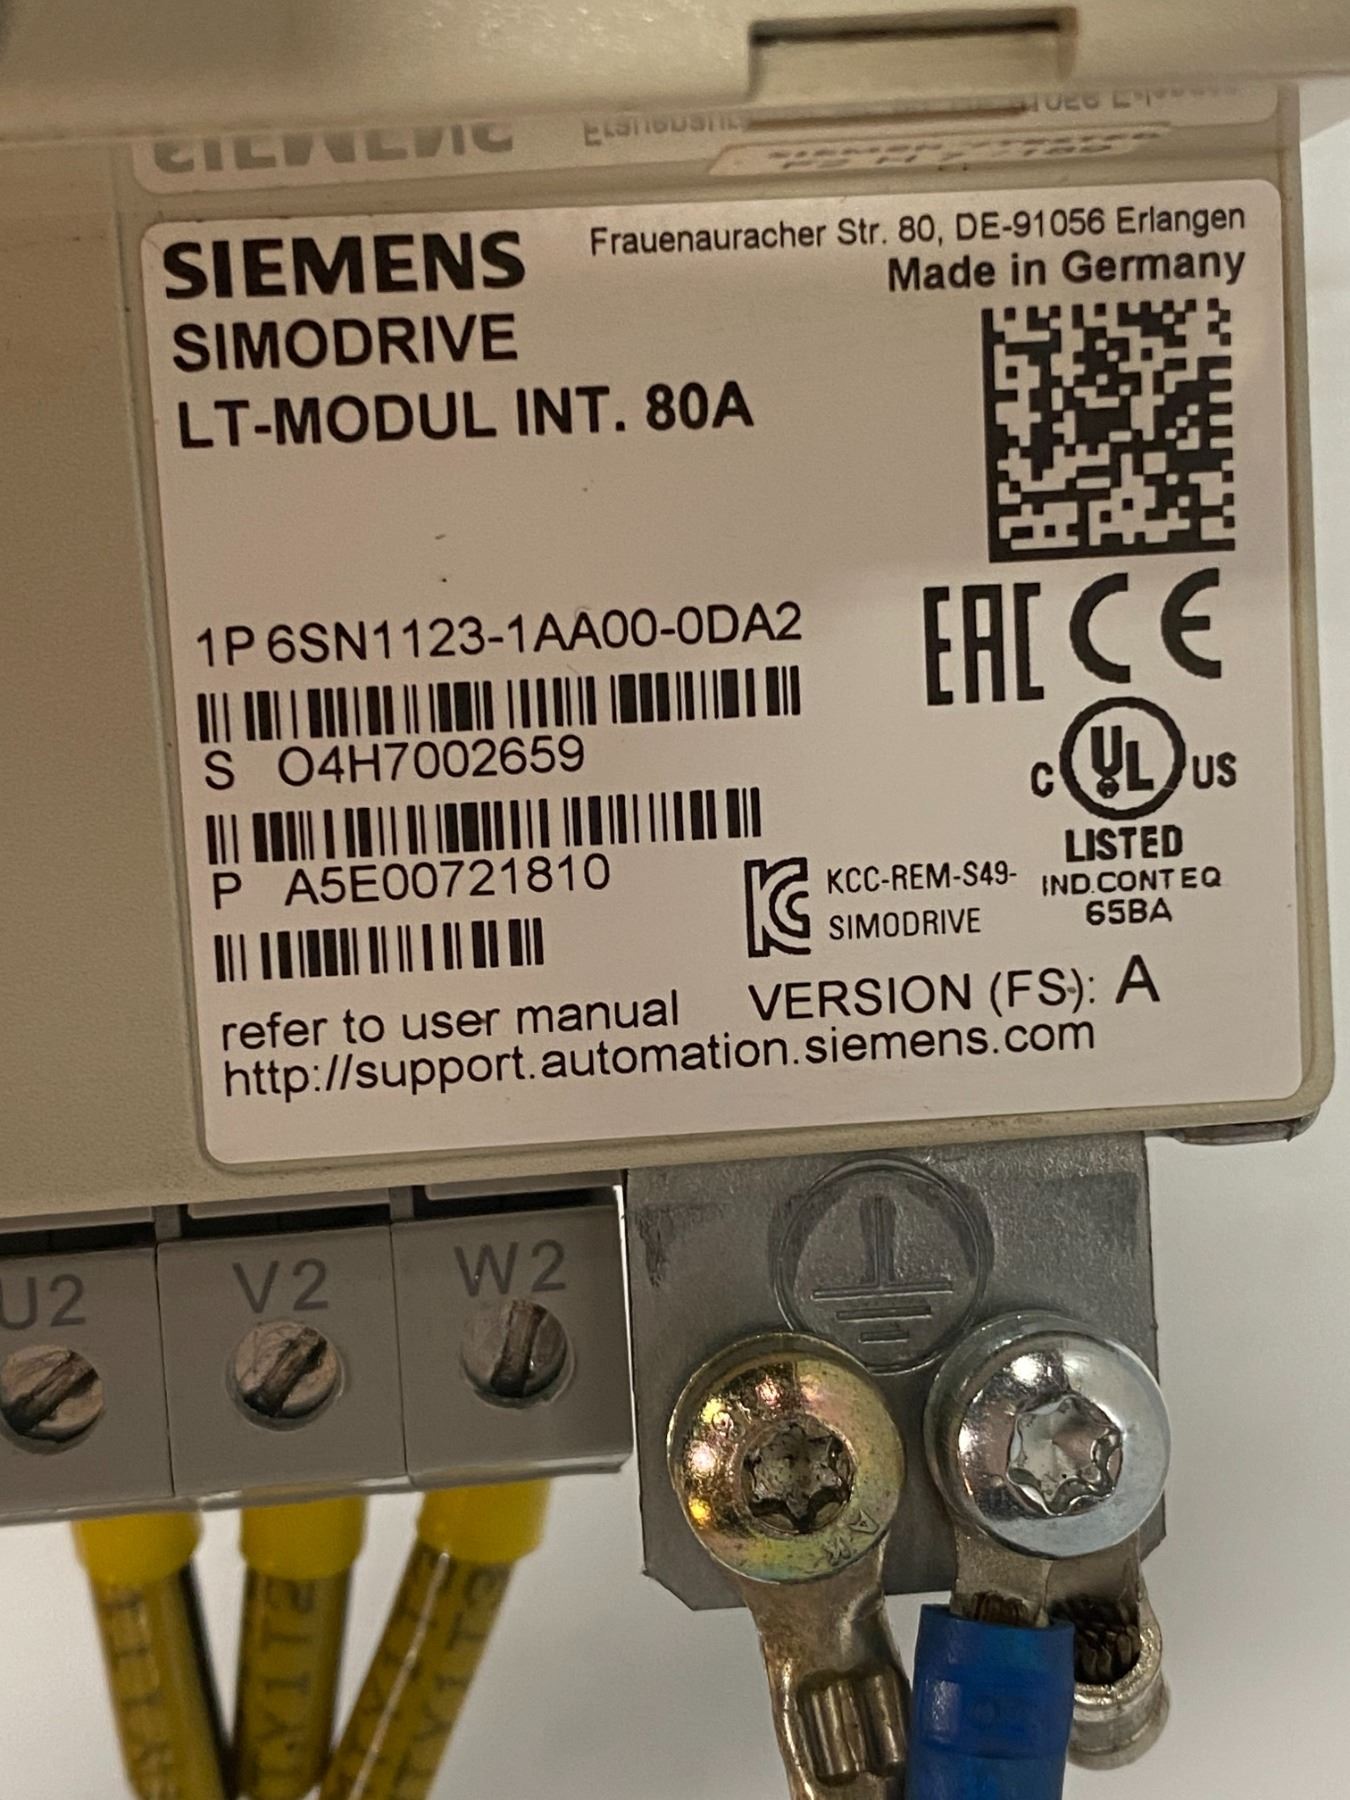 SIEMENS
Frauenauracher Str. 80, DE-91056 Erlangen
Made in Germany
SIMODRIVE
LT-MODUL INT. 80A
1P 6SN1123-1AA00-0DA2
EAC CE
S O4H7002659
C UL US
LISTED
IND.CONT EQ
65BA
P A5E00721810
KCC-REM-S49-
SIMODRIVE
VERSION (FS): A
refer to user manual
http://support.automation.siemens.com
U2 V2 W2